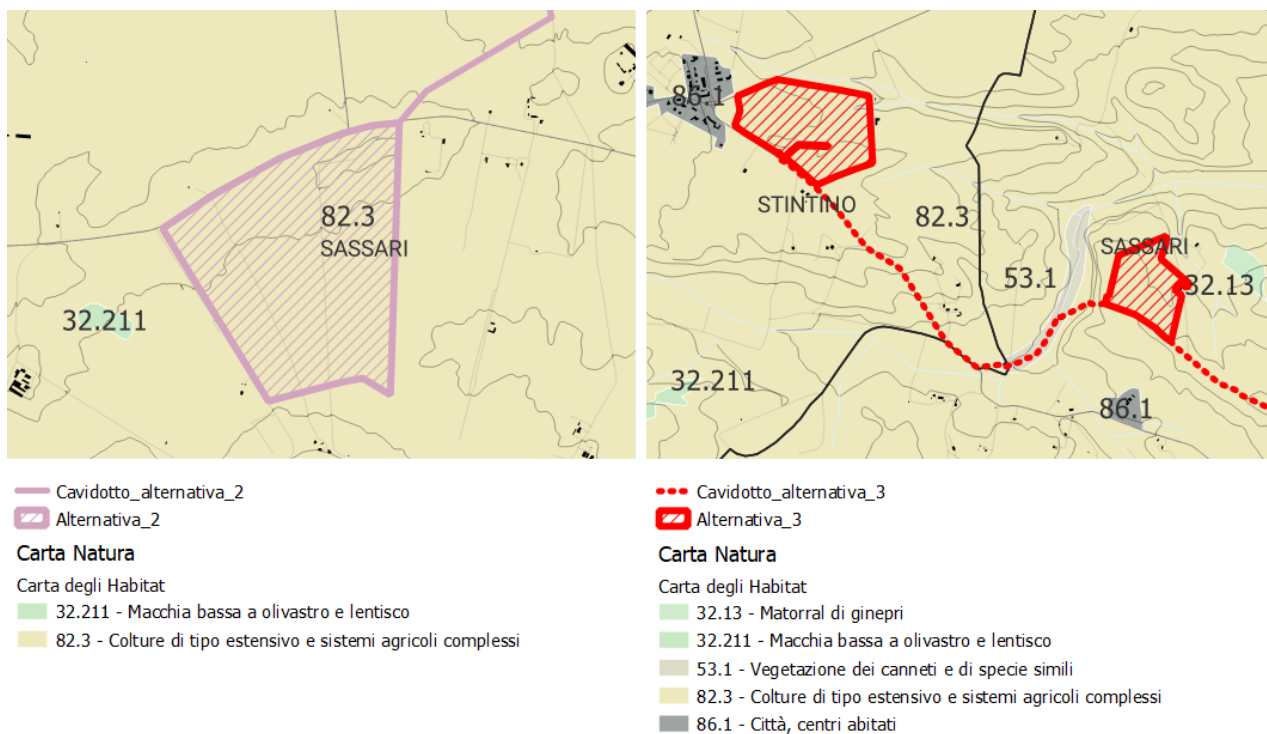 82.3
SASSARI
32.211
Cavidotto_alternativa_2
Alternativa_2
Carta Natura
Carta degli Habitat
32.211 - Macchia bassa a olivastro e lentisco
82.3 - Colture di tipo estensivo e sistemi agricoli complessi
86.1
STINTINO
82.3
SASSARI
53.1
32.13
32.211
86.1
Cavidotto_alternativa_3
Alternativa_3
Carta Natura
Carta degli Habitat
32.13 - Matorral di ginepri
32.211 - Macchia bassa a olivastro e lentisco
53.1 - Vegetazione dei canneti e di specie simili
82.3 - Colture di tipo estensivo e sistemi agricoli complessi
86.1 - Città, centri abitati